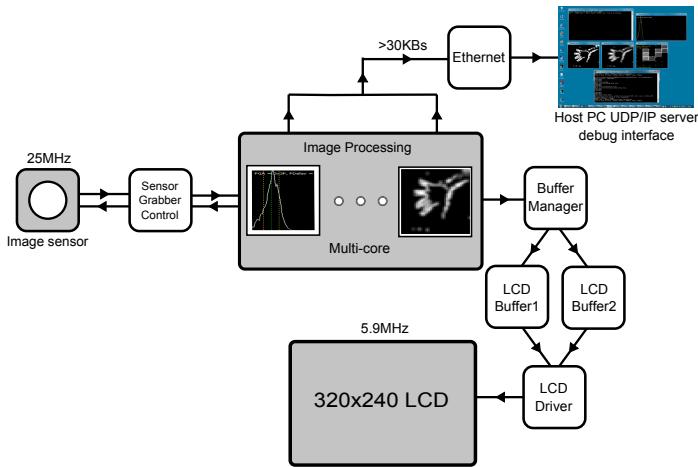 >30KBs
Ethernet
Host PC UDP/IP server
debug interface
Image Processing
25MHz
Sensor
Grabber
Control
Image sensor
Multi-core
Buffer
Manager
LCD
Buffer1
LCD
Buffer2
5.9MHz
320x240 LCD
LCD
Driver